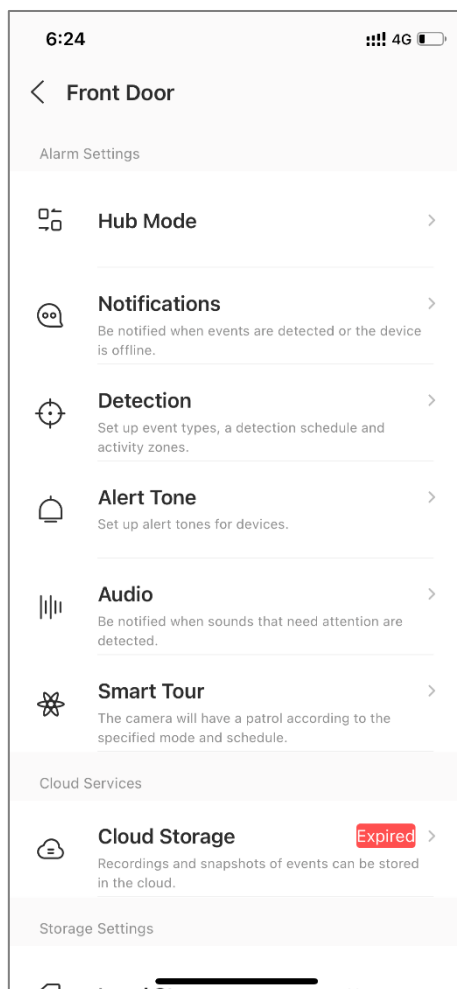 6:24 4G
Front Door
Alarm Settings
Hub Mode
Notifications
Be notified when events are detected or the device
is offline.
Detection
Set up event types, a detection schedule and
activity zones.
Alert Tone
Set up alert tones for devices.
Audio
Be notified when sounds that need attention are
detected.
Smart Tour
The camera will have a patrol according to the
specified mode and schedule.
Cloud Services
Cloud Storage Expired
Recordings and snapshots of events can be stored
in the cloud.
Storage Settings